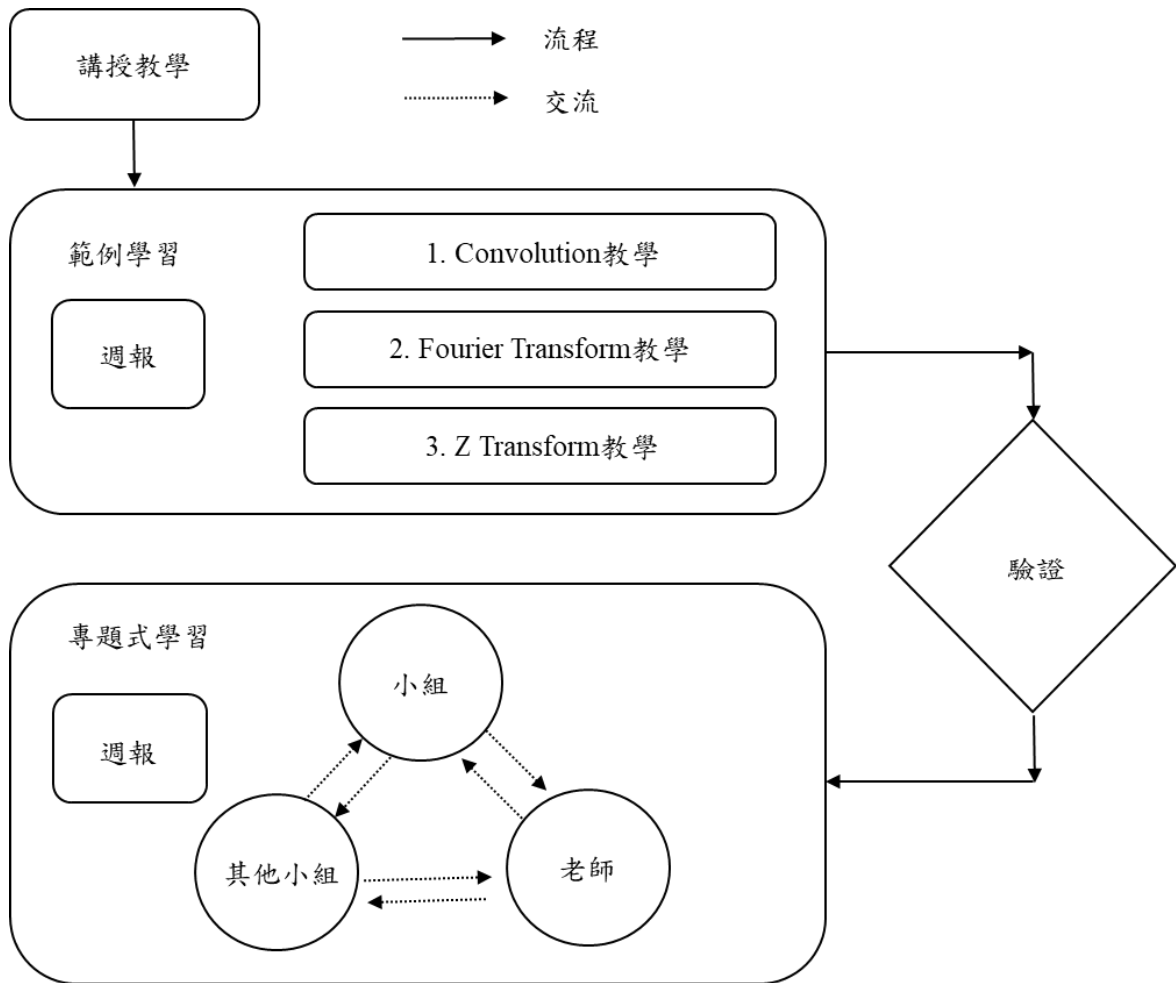 講授教學
流程
交流
範例學習
週報
1. Convolution教學
2. Fourier Transform教學
3. Z Transform教學
驗證
專題式學習
週報
小組
其他小組
老師